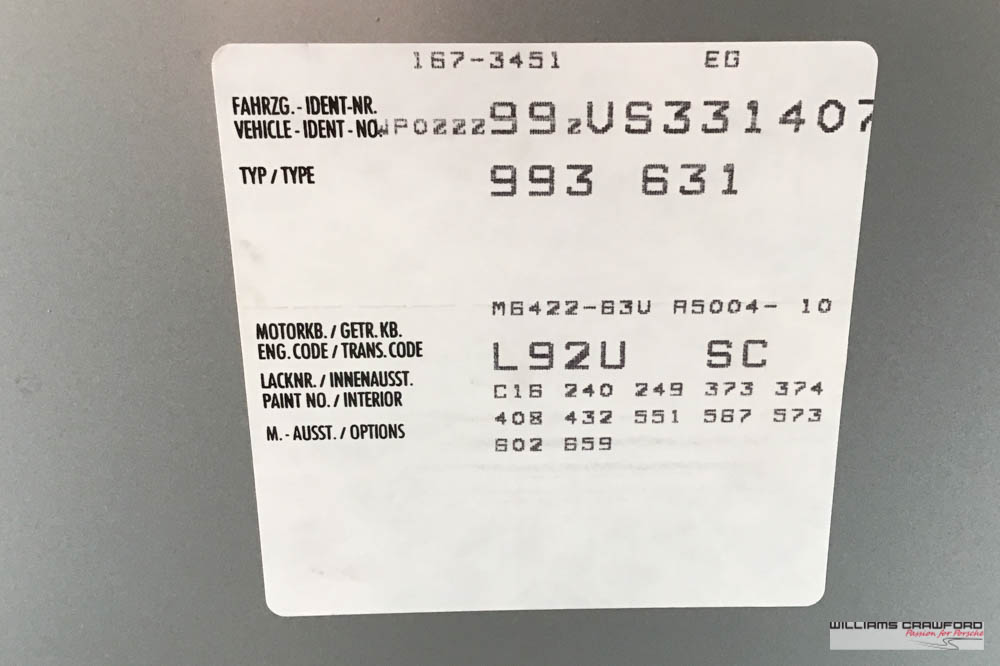 167-3451 EG
FAHRZG.- IDENT-NR.
VEHICLE - IDENT - NO. WP0ZZZ99ZVS331407
TYP / TYPE 993 631
M6422-63U A5004- 10
MOTORKB. / GETR. KB.
ENG. CODE / TRANS. CODE L92U SC
LACKNR. / INNENAUSST.
PAINT NO. / INTERIOR C16 240 249 373 374
408 432 551 567 573
M. - AUSST. / OPTIONS
602 659
WILLIAMS CRAWFORD
Passion for Porsche